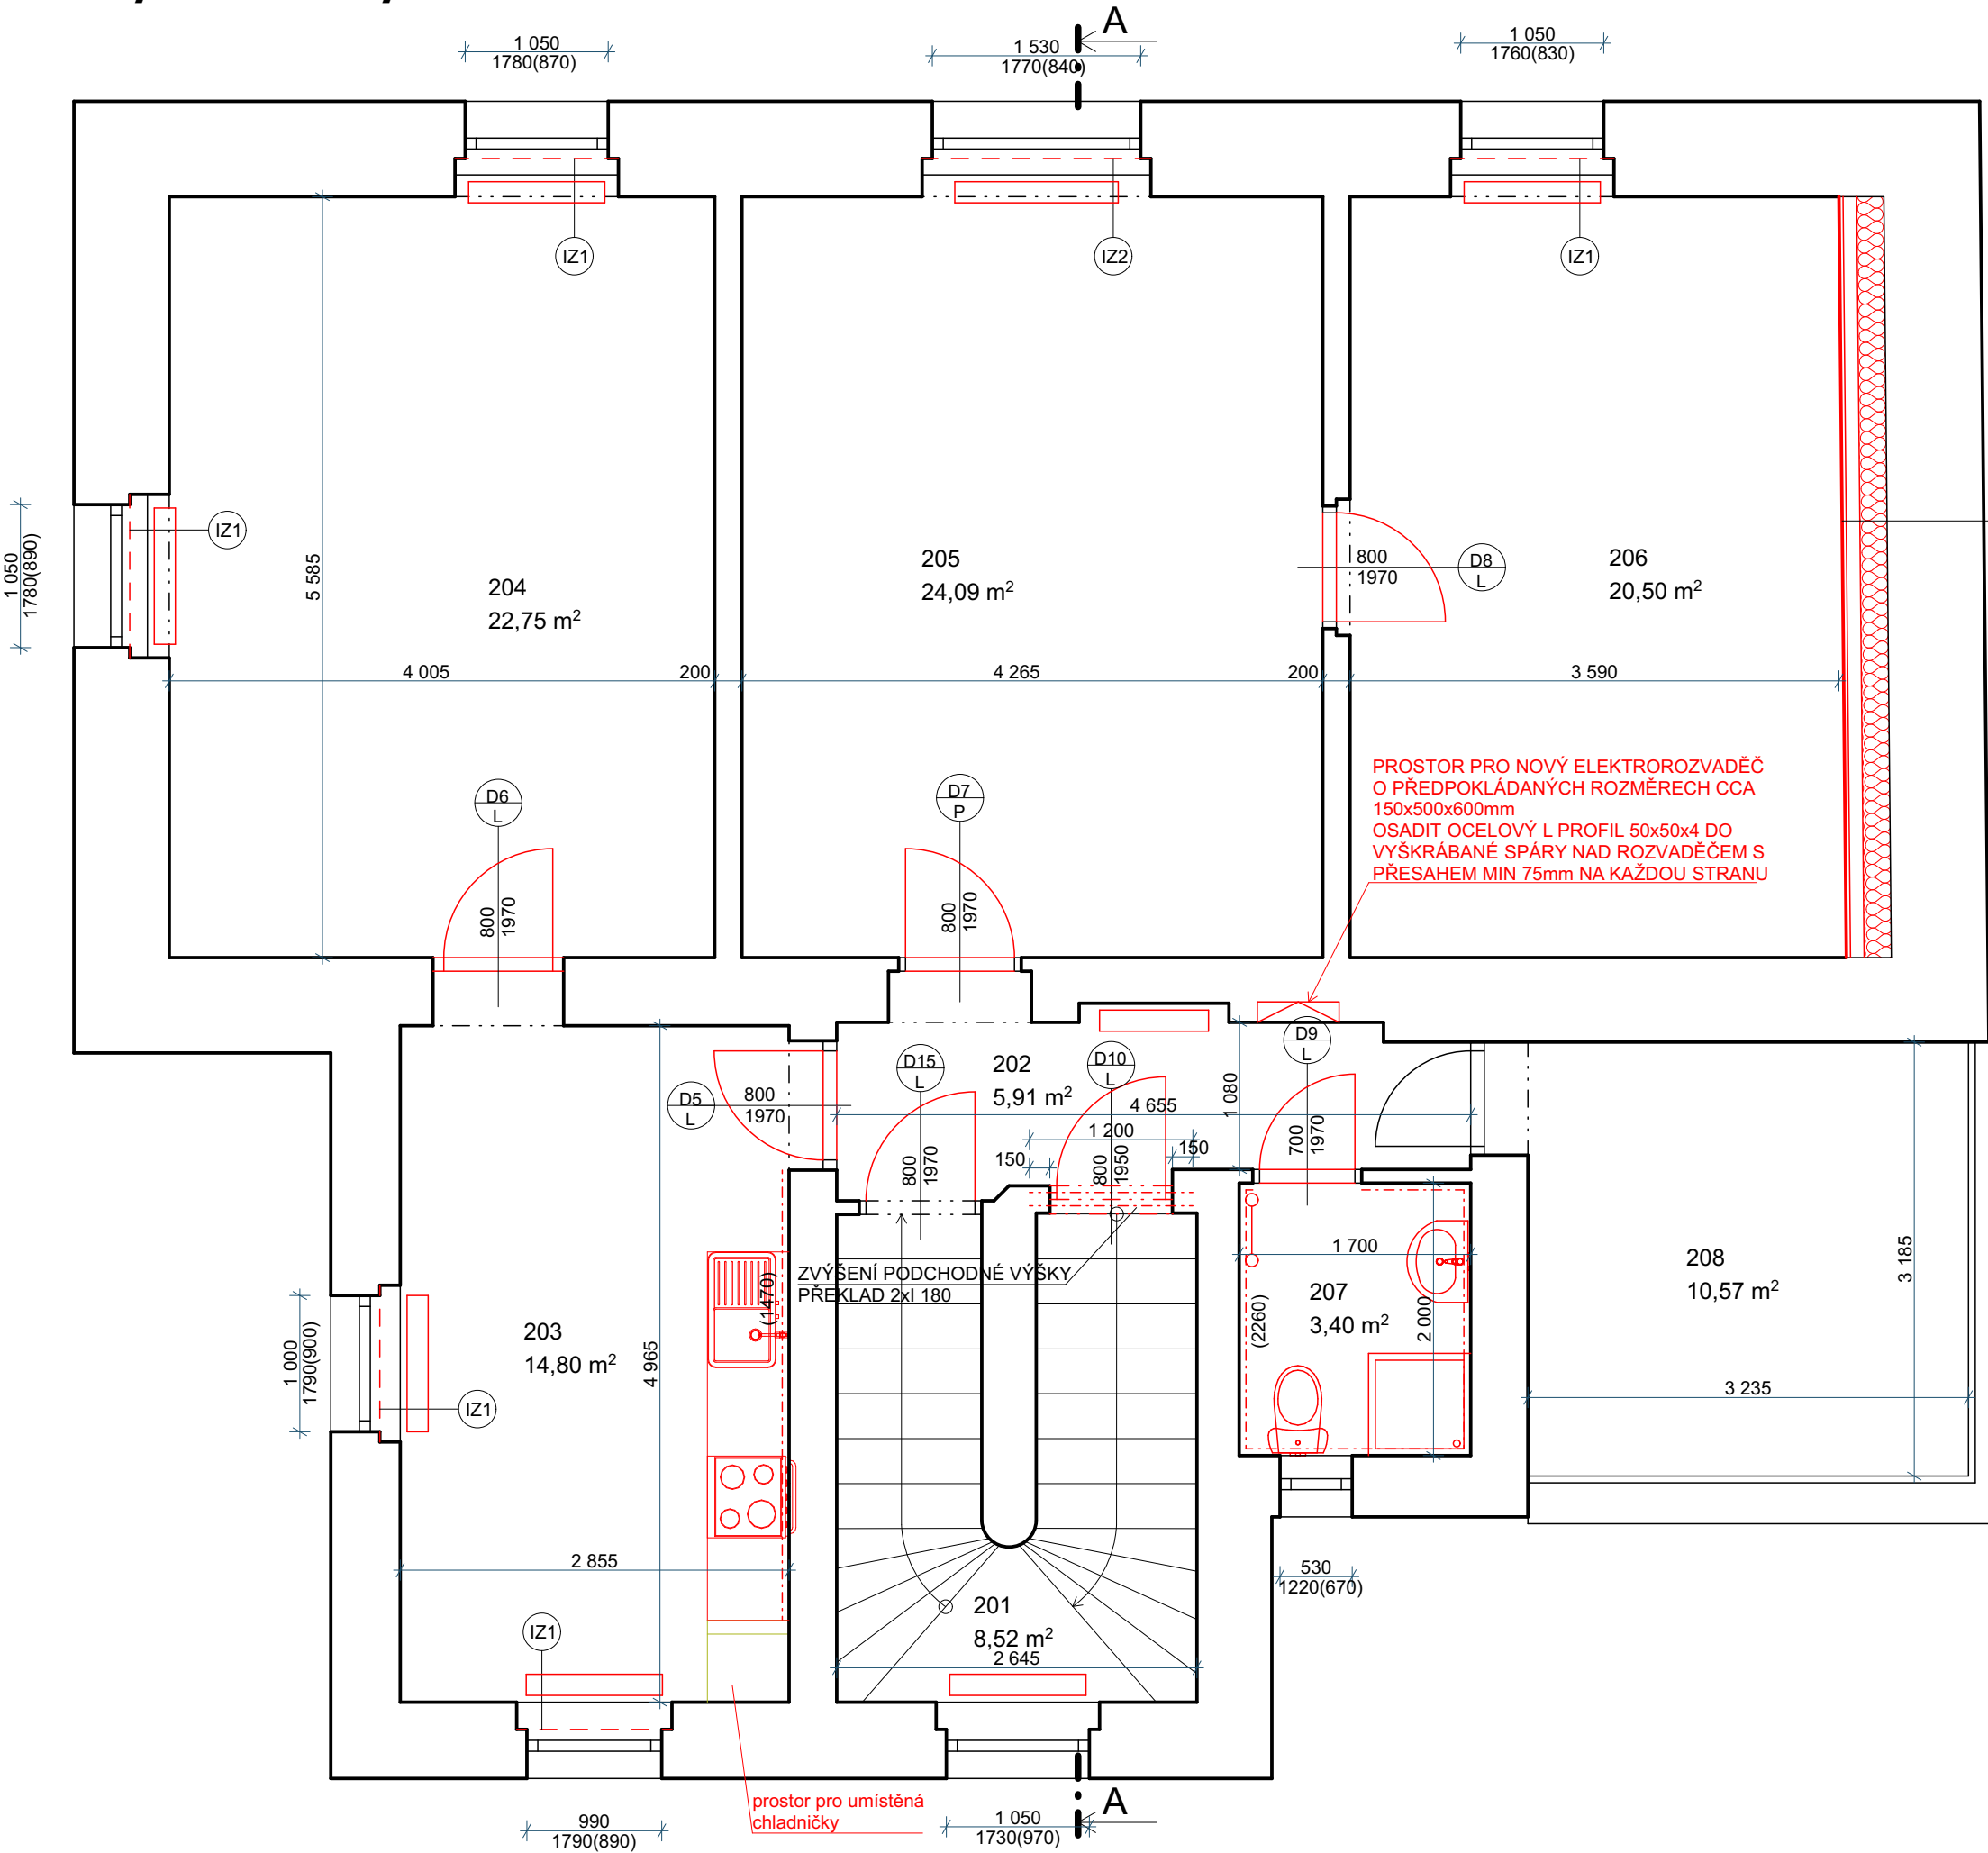 1 050
1780(870)
1 530
1770(840)
A
1 050
1760(830)
IZ1
IZ2
IZ1
1 050
1780(890)
IZ1
5 585
204
22,75 m²
205
24,09 m²
800
1970
D8
L
206
20,50 m²
4 005
200
4 265
200
3 590
PROSTOR PRO NOVÝ ELEKTROROZVADĚČ
O PŘEDPOKLÁDANÝCH ROZMĚRECH CCA
150x500x600mm
OSADIT OCELOVÝ L PROFIL 50x50x4 DO
VYŠKRÁBANÉ SPÁRY NAD ROZVADĚČEM S
PŘESAHEM MIN 75mm NA KAŽDOU STRANU
D6
L
D7
P
800
1970
800
1970
D9
L
D15
L
202
5,91 m²
D10
L
D5
L
800
1970
4 655
1 080
1 200
150
150
800
1970
800
1950
700
1970
1 700
ZVÝŠENÍ PODCHODNÉ VÝŠKY
PŘEKLAD 2xI 180
(1470)
207
3,40 m²
(2260)
2 000
208
10,57 m²
3 185
3 235
203
14,80 m²
4 965
1 000
1790(900)
IZ1
2 855
530
1220(670)
IZ1
201
8,52 m²
2 645
prostor pro umístěná
chladničky
990
1790(890)
1 050
1730(970)
A